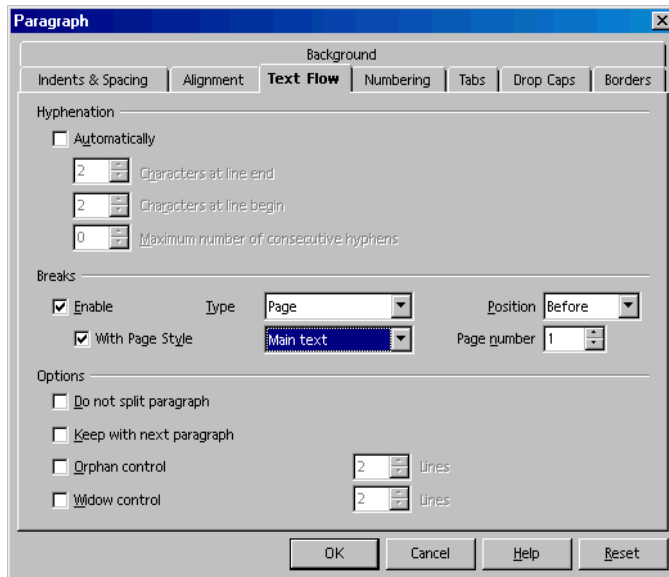 Paragraph
Background
Indents & Spacing Alignment Text Flow Numbering Tabs Drop Caps Borders
Hyphenation
Automatically
2 Characters at line end
2 Characters at line begin
0 Maximum number of consecutive hyphens
Breaks
Enable Type Page Position Before
With Page Style Main text Page number 1
Options
Do not split paragraph
Keep with next paragraph
Orphan control 2 Lines
Widow control 2 Lines
OK Cancel Help Reset